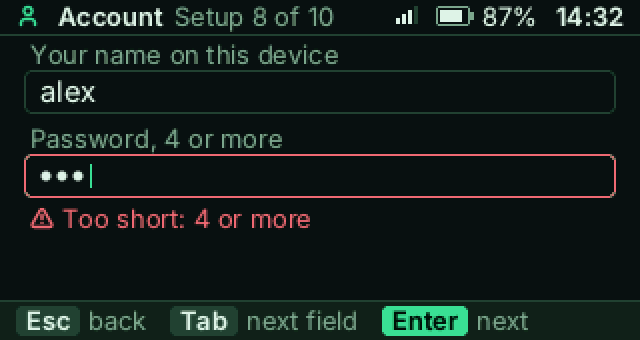 Account Setup 8 of 10 87% 14:32
Your name on this device
alex
Password, 4 or more
•••
Too short: 4 or more
Esc back Tab next field Enter next